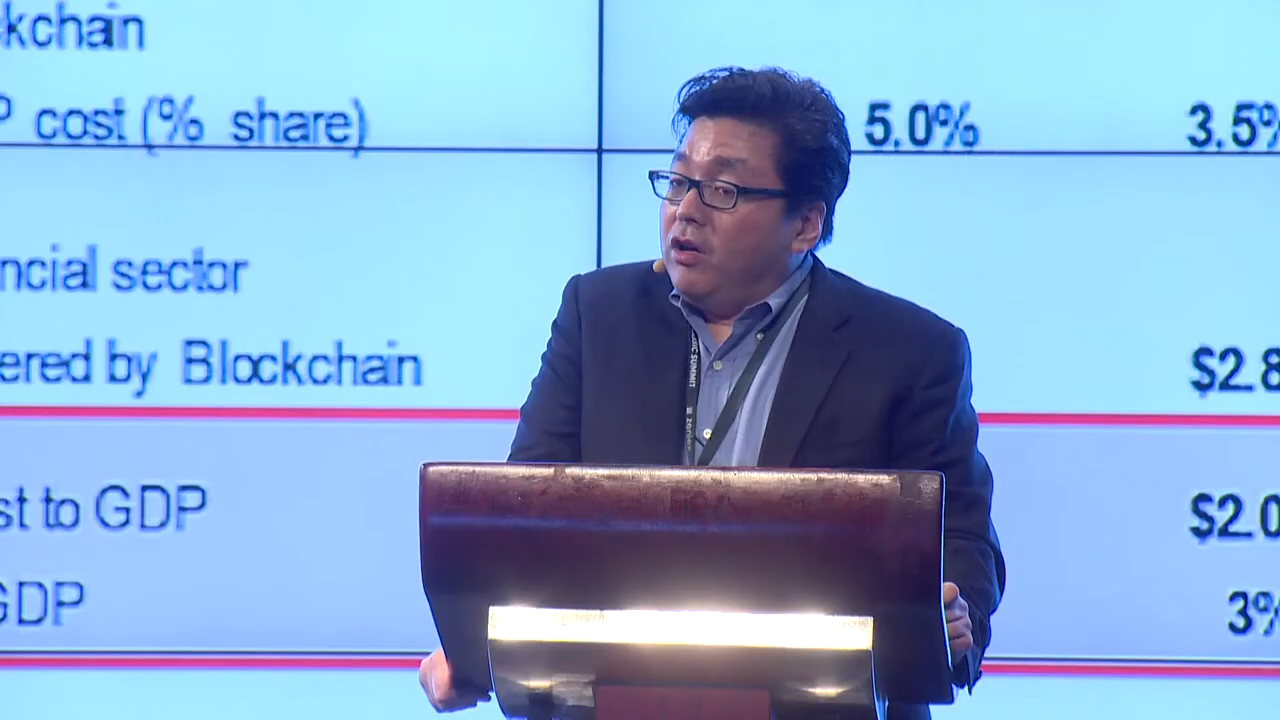 kchain
P cost (% share) 5.0% 3.5%
ncial sector
ered by Blockchain $2.8
st to GDP $2.0
GDP 3%
SUMMIT